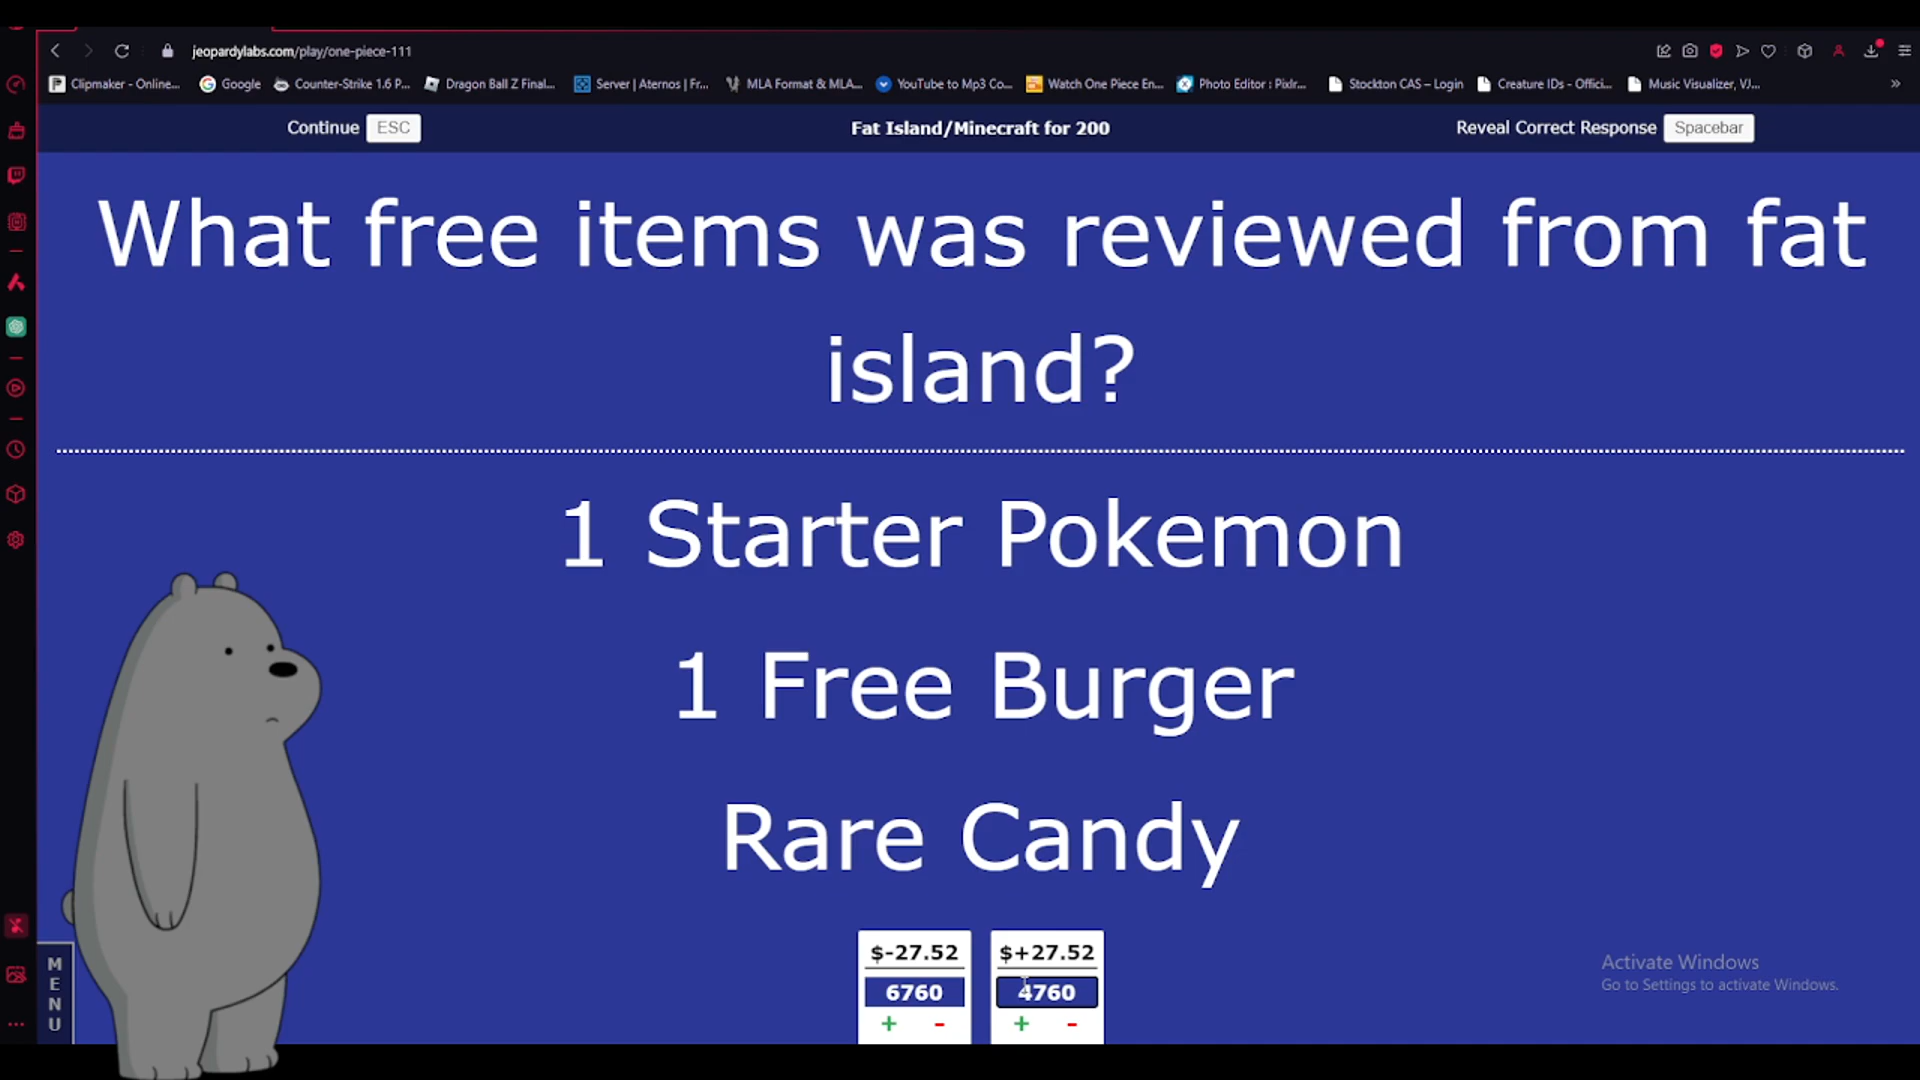 jeopardylabs.com/play/one-piece-111
Clipmaker - Online... Google Counter-Strike 1.6 P... Dragon Ball Z Final... Server | Aternos | Fr... MLA Format & MLA... YouTube to Mp3 Co... Watch One Piece En... Photo Editor : Pixlr... Stockton CAS – Login Creature IDs - Offici... Music Visualizer, VJ... »
Continue ESC Fat Island/Minecraft for 200 Reveal Correct Response Spacebar
What free items was reviewed from fat
island?
1 Starter Pokemon
1 Free Burger
Rare Candy
$-27.52 $+27.52
6760 4760
+ - + -
MENU
Activate Windows
Go to Settings to activate Windows.